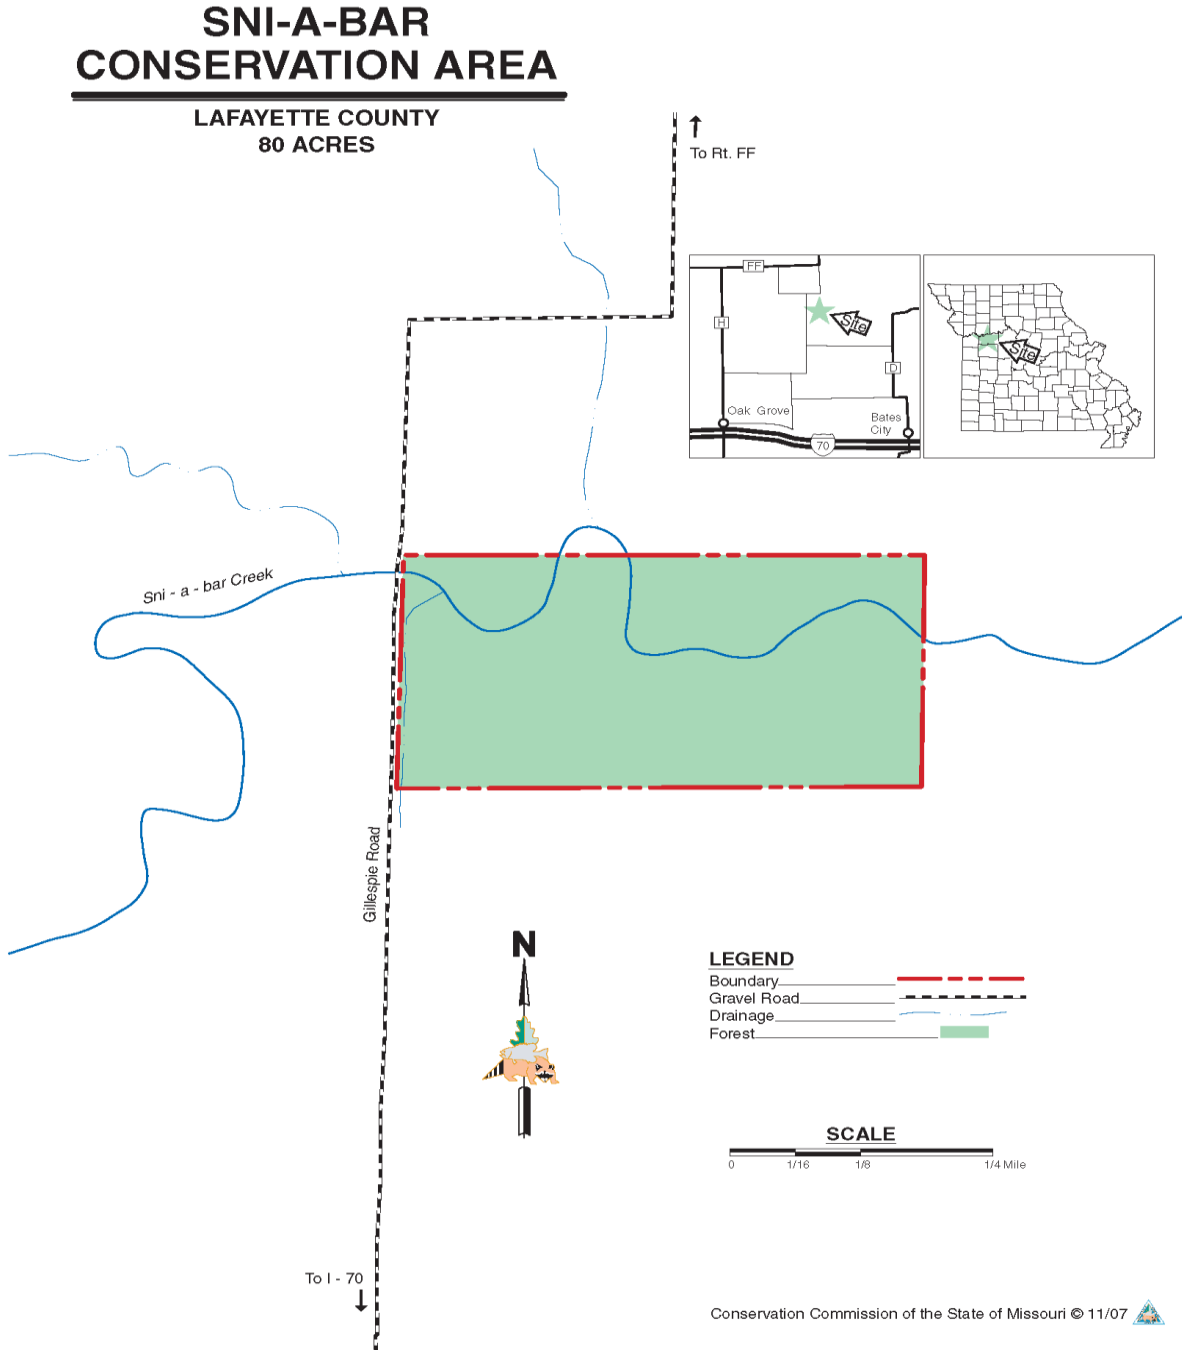 SNI-A-BAR
CONSERVATION AREA
LAFAYETTE COUNTY
80 ACRES
To Rt. FF
FF
H
Site
D
Oak Grove
Bates
City
70
Site
Sni - a - bar Creek
Gillespie Road
N
LEGEND
Boundary
Gravel Road
Drainage
Forest
SCALE
0 1/16 1/8 1/4 Mile
To I - 70
Conservation Commission of the State of Missouri © 11/07